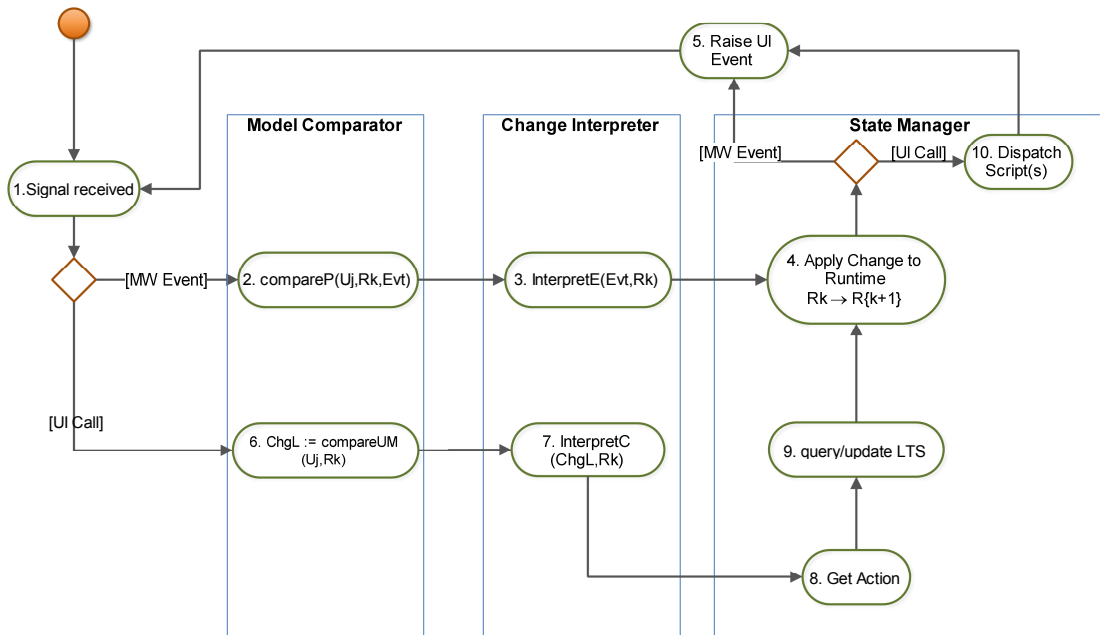 5. Raise UI
Event
Model Comparator
Change Interpreter
State Manager
[MW Event]
[UI Call]
10. Dispatch
Script(s)
1.Signal received
[MW Event]
2. compareP(Uj,Rk,Evt)
3. InterpretE(Evt,Rk)
4. Apply Change to
Runtime
Rk → R{k+1}
[UI Call]
6. ChgL := compareUM
(Uj,Rk)
7. InterpretC
(ChgL,Rk)
9. query/update LTS
8. Get Action